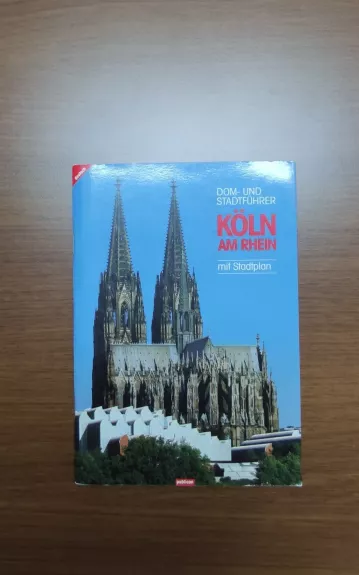 DOM- UND
STADTFÜHRER
KÖLN
AM RHEIN
mit Stadtplan